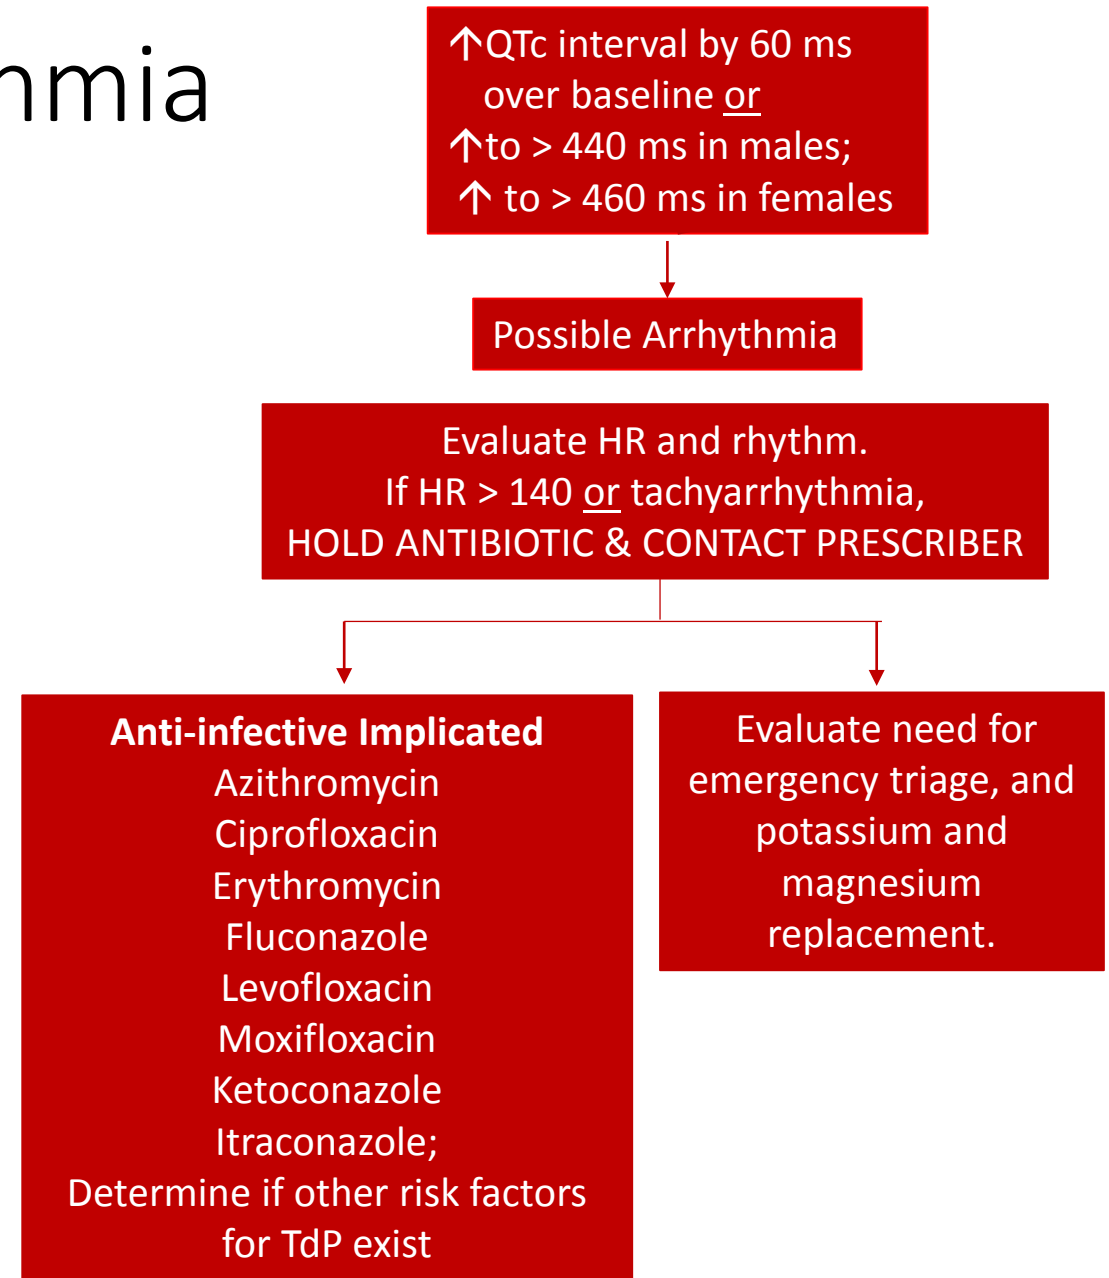 hmia
↑QTc interval by 60 ms
over baseline or
↑to > 440 ms in males;
↑ to > 460 ms in females
Possible Arrhythmia
Evaluate HR and rhythm.
If HR > 140 or tachyarrhythmia,
HOLD ANTIBIOTIC & CONTACT PRESCRIBER
Anti-infective Implicated
Azithromycin
Ciprofloxacin
Erythromycin
Fluconazole
Levofloxacin
Moxifloxacin
Ketoconazole
Itraconazole;
Determine if other risk factors
for TdP exist
Evaluate need for
emergency triage, and
potassium and
magnesium
replacement.